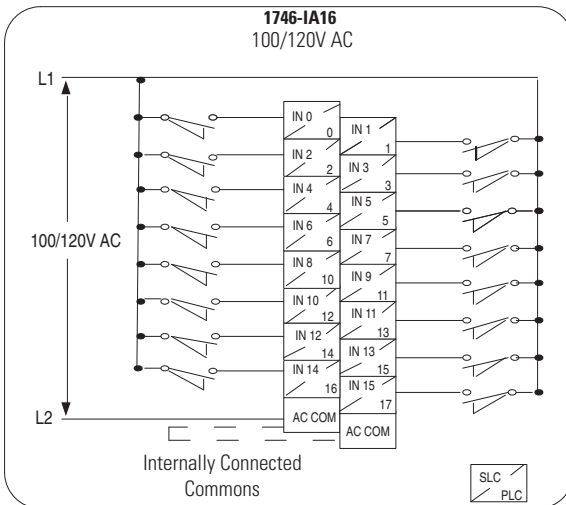 1746-IA16
100/120V AC
L1
IN 0
0
IN 1
1
IN 2
2
IN 3
3
IN 4
4
IN 5
5
IN 6
6
IN 7
7
100/120V AC
IN 8
10
IN 9
11
IN 10
12
IN 11
13
IN 12
14
IN 13
15
IN 14
16
IN 15
17
L2
AC COM
AC COM
Internally Connected
Commons
SLC
PLC